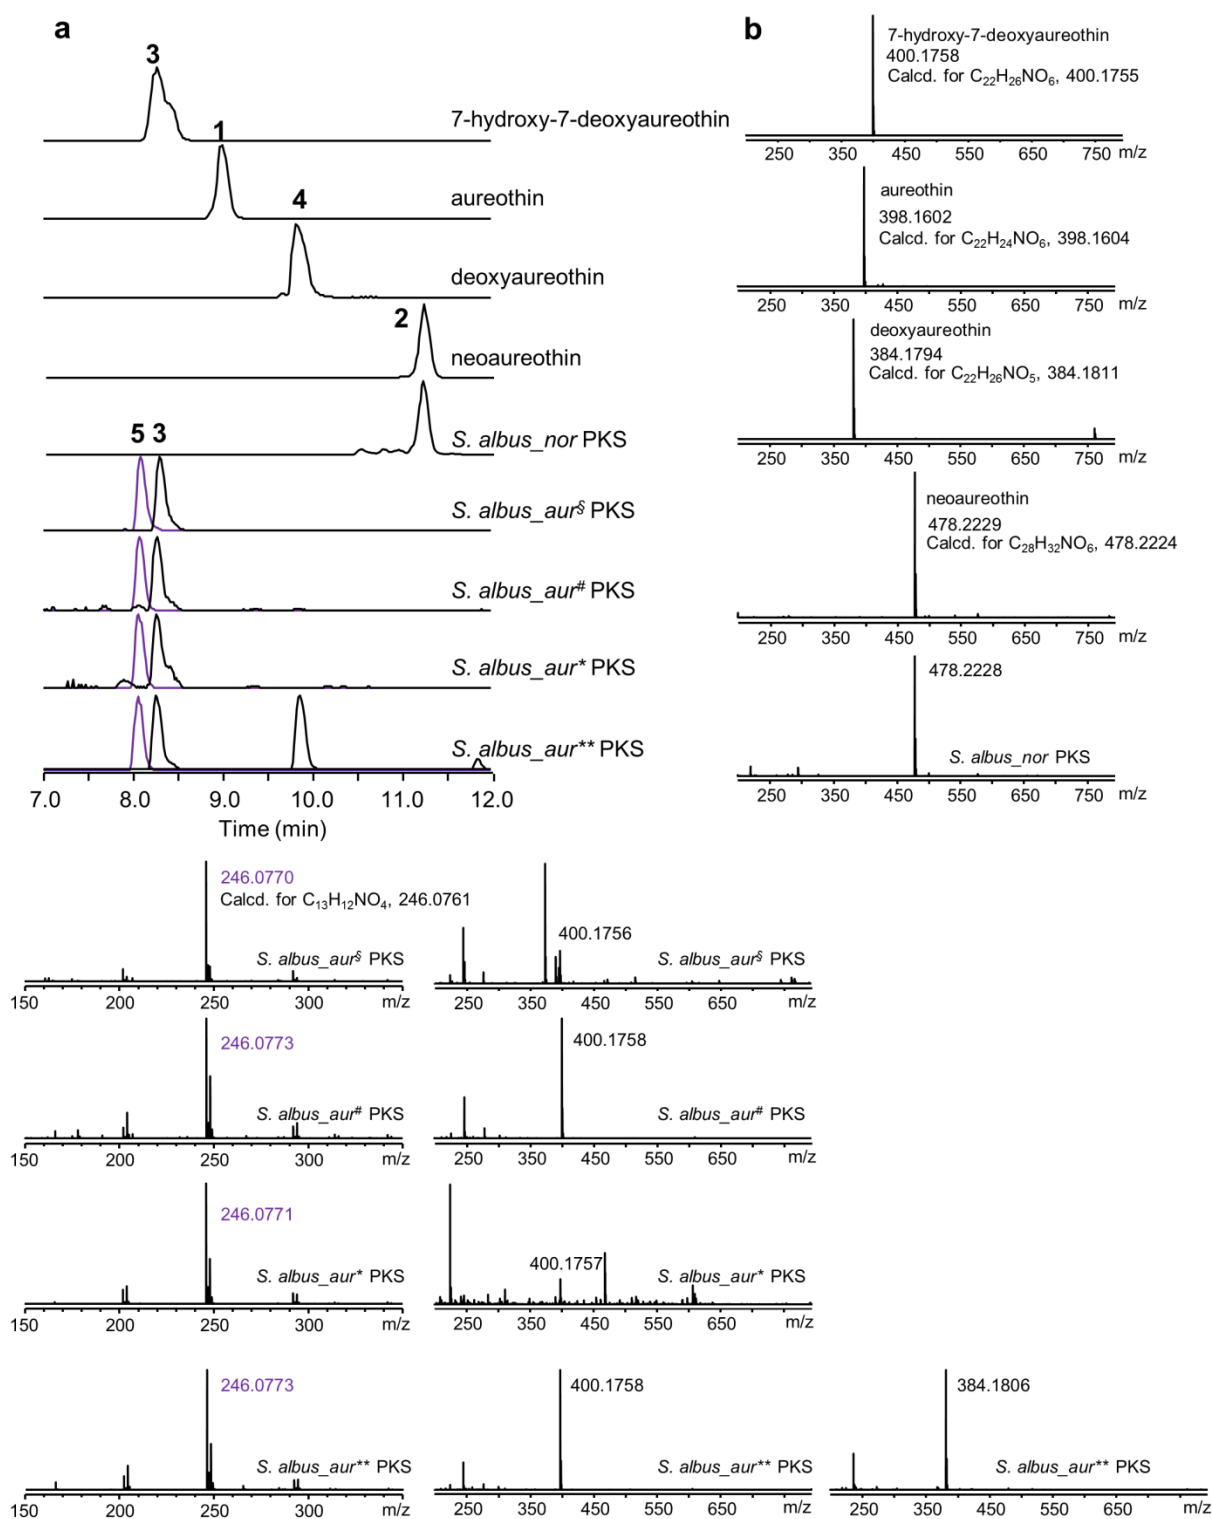 a
3
7-hydroxy-7-deoxyaureothin
1
aureothin
4
deoxyaureothin
2
neoaureothin
S. albus_nor PKS
5 3
S. albus_aur§ PKS
S. albus_aur# PKS
S. albus_aur* PKS
S. albus_aur** PKS
7.0 8.0 9.0 10.0 11.0 12.0
Time (min)
b
7-hydroxy-7-deoxyaureothin
400.1758
Calcd. for C22H26NO6, 400.1755
250 350 450 550 650 750 m/z
aureothin
398.1602
Calcd. for C22H24NO6, 398.1604
250 350 450 550 650 750 m/z
deoxyaureothin
384.1794
Calcd. for C22H26NO5, 384.1811
250 350 450 550 650 750 m/z
neoaureothin
478.2229
Calcd. for C28H32NO6, 478.2224
250 350 450 550 650 750 m/z
478.2228
S. albus_nor PKS
250 350 450 550 650 750 m/z
246.0770
Calcd. for C13H12NO4, 246.0761
S. albus_aur§ PKS
150 200 250 300 m/z
400.1756
S. albus_aur§ PKS
250 350 450 550 650 m/z
246.0773
S. albus_aur# PKS
150 200 250 300 m/z
400.1758
S. albus_aur# PKS
250 350 450 550 650 m/z
246.0771
S. albus_aur* PKS
150 200 250 300 m/z
400.1757
S. albus_aur* PKS
250 350 450 550 650 m/z
246.0773
S. albus_aur** PKS
150 200 250 300 m/z
400.1758
S. albus_aur** PKS
250 350 450 550 650 m/z
384.1806
S. albus_aur** PKS
250 350 450 550 650 m/z